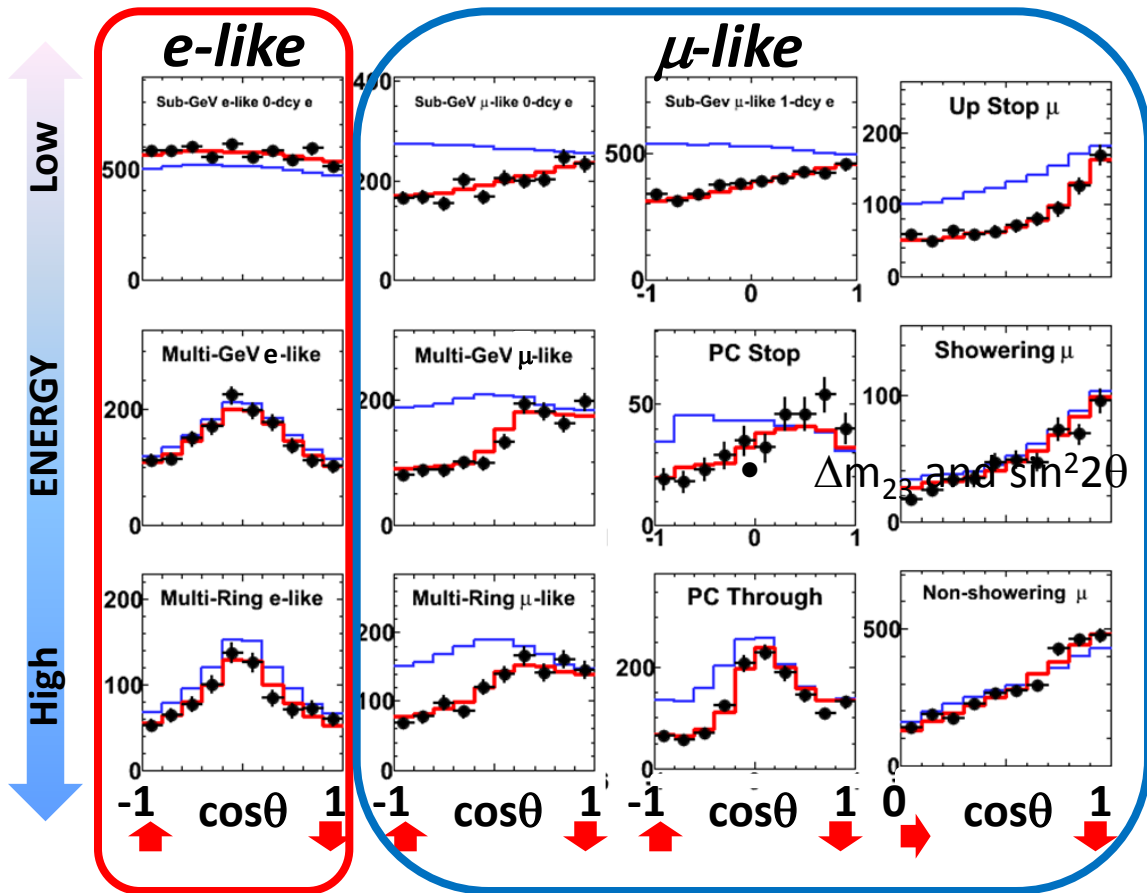 e-like
μ-like
Low
ENERGY
High
Sub-GeV e-like 0-dcy e
500
0
Sub-GeV μ-like 0-dcy e
400
200
0
Sub-Gev μ-like 1-dcy e
500
0
-1
0
1
Up Stop μ
200
100
0
Multi-GeV e-like
200
0
Multi-GeV μ-like
200
0
PC Stop
50
0
-1
0
1
Showering μ
100
0
• Δm₂₃ and sin²2θ
Multi-Ring e-like
200
100
0
Multi-Ring μ-like
200
100
0
PC Through
200
0
Non-showering μ
500
0
-1 cosθ 1
-1 cosθ 1
-1 cosθ 1
0 cosθ 1